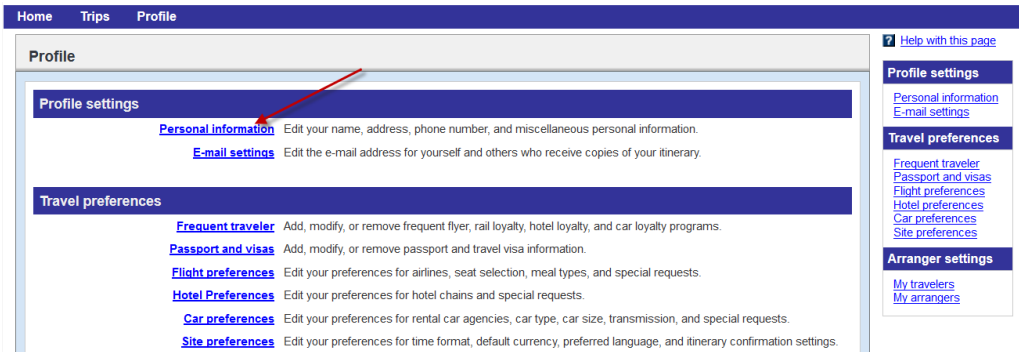 Home Trips Profile
Help with this page
Profile
Profile settings
Personal information Edit your name, address, phone number, and miscellaneous personal information.
E-mail settings Edit the e-mail address for yourself and others who receive copies of your itinerary.
Travel preferences
Frequent traveler Add, modify, or remove frequent flyer, rail loyalty, hotel loyalty, and car loyalty programs.
Passport and visas Add, modify, or remove passport and travel visa information.
Flight preferences Edit your preferences for airlines, seat selection, meal types, and special requests.
Hotel Preferences Edit your preferences for hotel chains and special requests.
Car preferences Edit your preferences for rental car agencies, car type, car size, transmission, and special requests.
Site preferences Edit your preferences for time format, default currency, preferred language, and itinerary confirmation settings.
Profile settings
Personal information
E-mail settings
Travel preferences
Frequent traveler
Passport and visas
Flight preferences
Hotel preferences
Car preferences
Site preferences
Arranger settings
My travelers
My arrangers